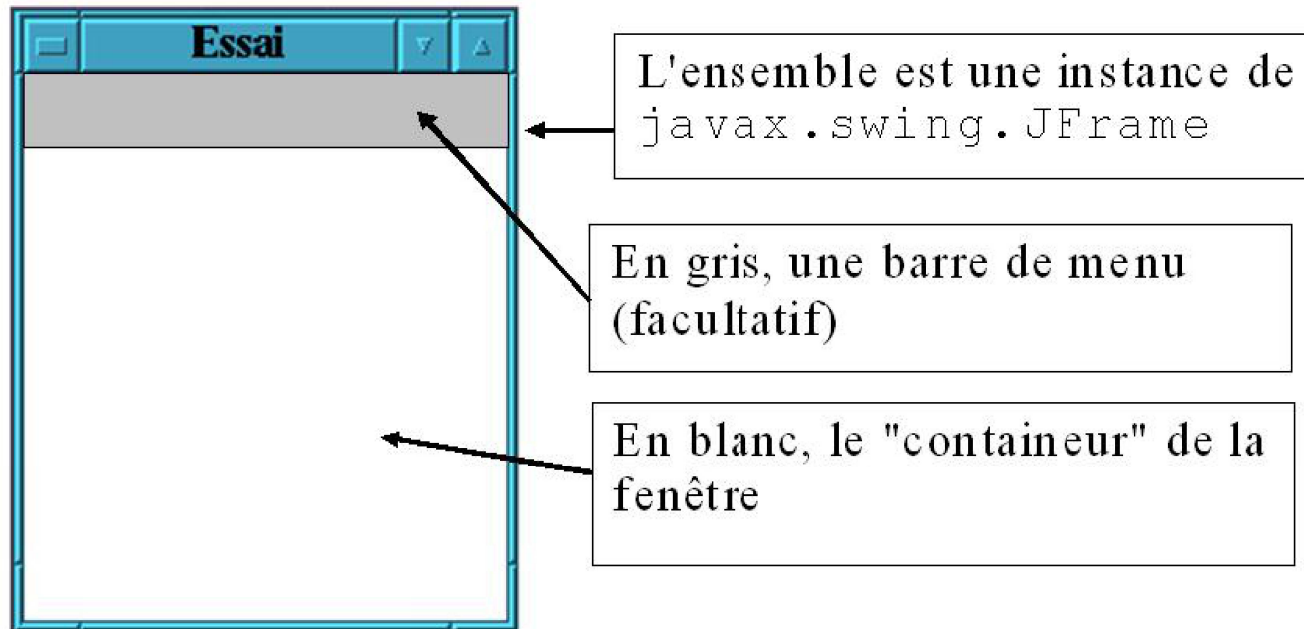 Essai
L'ensemble est une instance de
javax.swing.JFrame
En gris, une barre de menu
(facultatif)
En blanc, le "containeur" de la
fenêtre